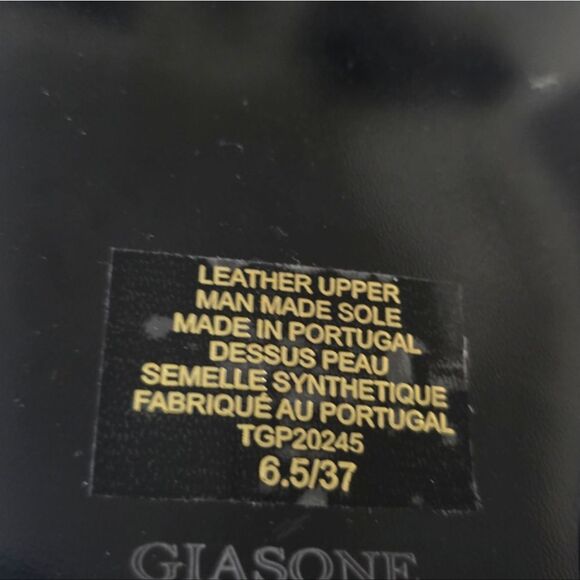 LEATHER UPPER
MAN MADE SOLE
MADE IN PORTUGAL
DESSUS PEAU
SEMELLE SYNTHETIQUE
FABRIQUÉ AU PORTUGAL
TGP20245
6.5/37
GIASONE